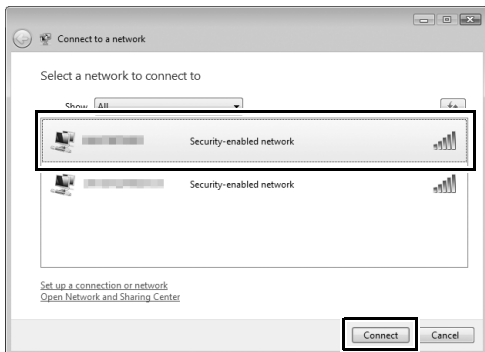 Connect to a network
Select a network to connect to
Show All
Security-enabled network
Security-enabled network
Set up a connection or network
Open Network and Sharing Center
Connect Cancel